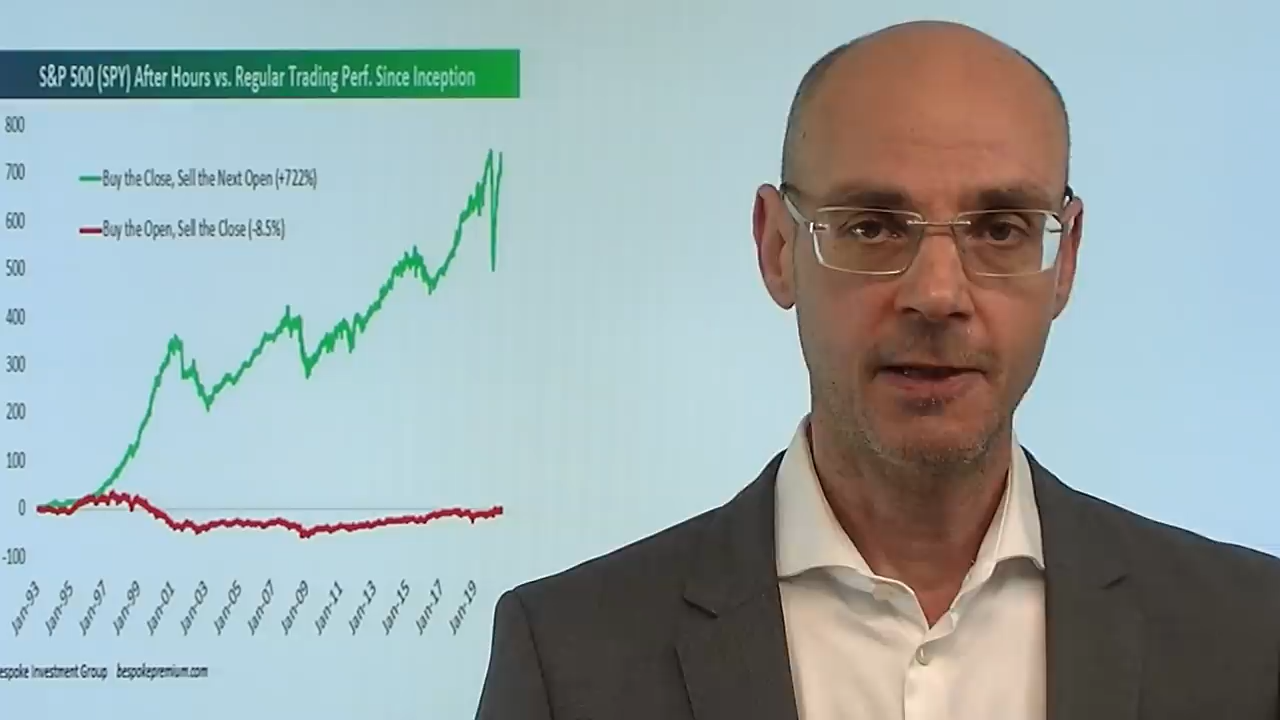 S&P 500 (SPY) After Hours vs. Regular Trading Perf. Since Inception
800
700
600
500
400
300
200
100
0
-100
Buy the Close, Sell the Next Open (+722%)
Buy the Open, Sell the Close (-8.5%)
Jan-93 Jan-95 Jan-97 Jan-99 Jan-01 Jan-03 Jan-05 Jan-07 Jan-09 Jan-11 Jan-13 Jan-15 Jan-17 Jan-19
espoke Investment Group bespokepremium.com